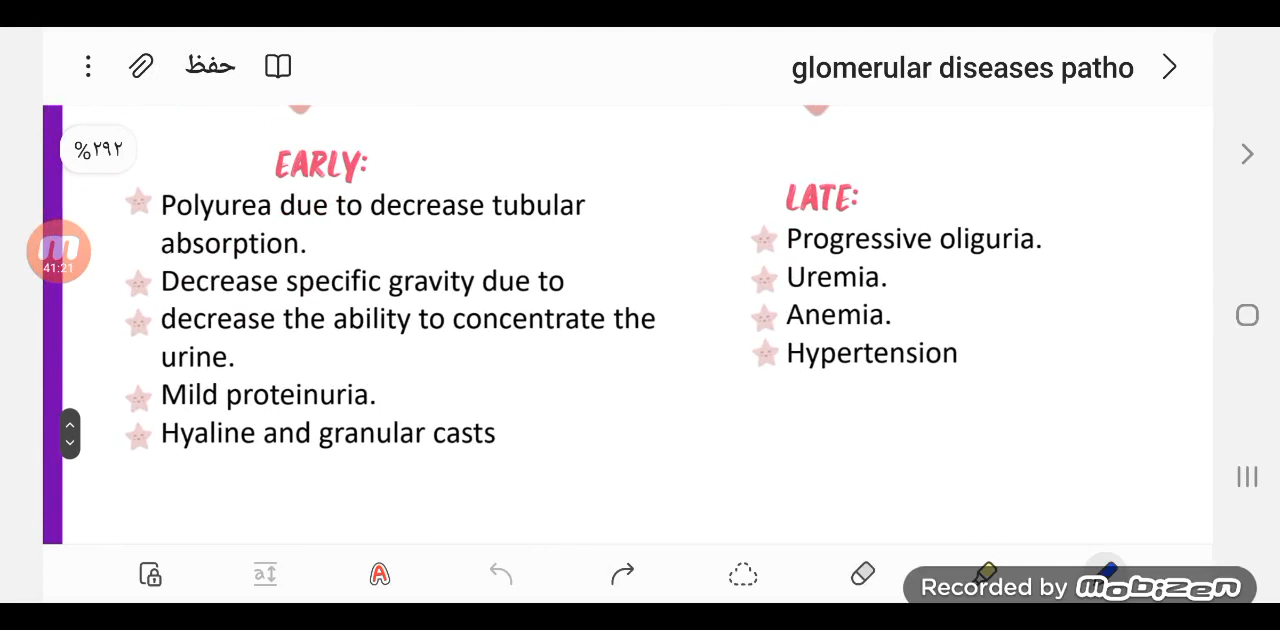 حفظ
glomerular diseases patho
%٢٩٢
41:21
EARLY:
Polyurea due to decrease tubular
absorption.
Decrease specific gravity due to
decrease the ability to concentrate the
urine.
Mild proteinuria.
Hyaline and granular casts
LATE:
Progressive oliguria.
Uremia.
Anemia.
Hypertension
Recorded by mobizen